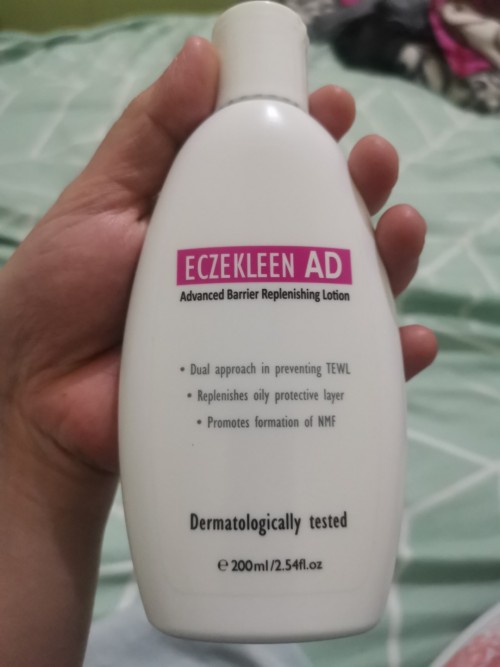 ECZEKLEEN AD
Advanced Barrier Replenishing Lotion
• Dual approach in preventing TEWL
• Replenishes oily protective layer
• Promotes formation of NMF
Dermatologically tested
℮ 200ml/2.54fl.oz